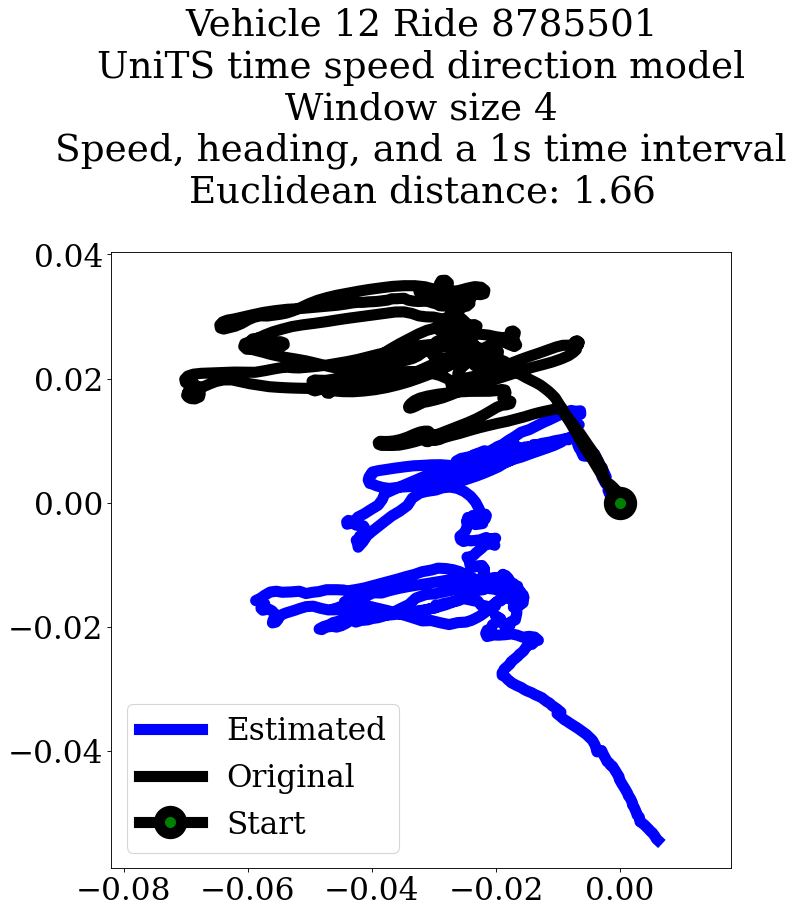 Vehicle 12 Ride 8785501
UniTS time speed direction model
Window size 4
Speed, heading, and a 1s time interval
Euclidean distance: 1.66
0.04
0.02
0.00
−0.02
−0.04
Estimated
Original
Start
−0.08
−0.06
−0.04
−0.02
0.00